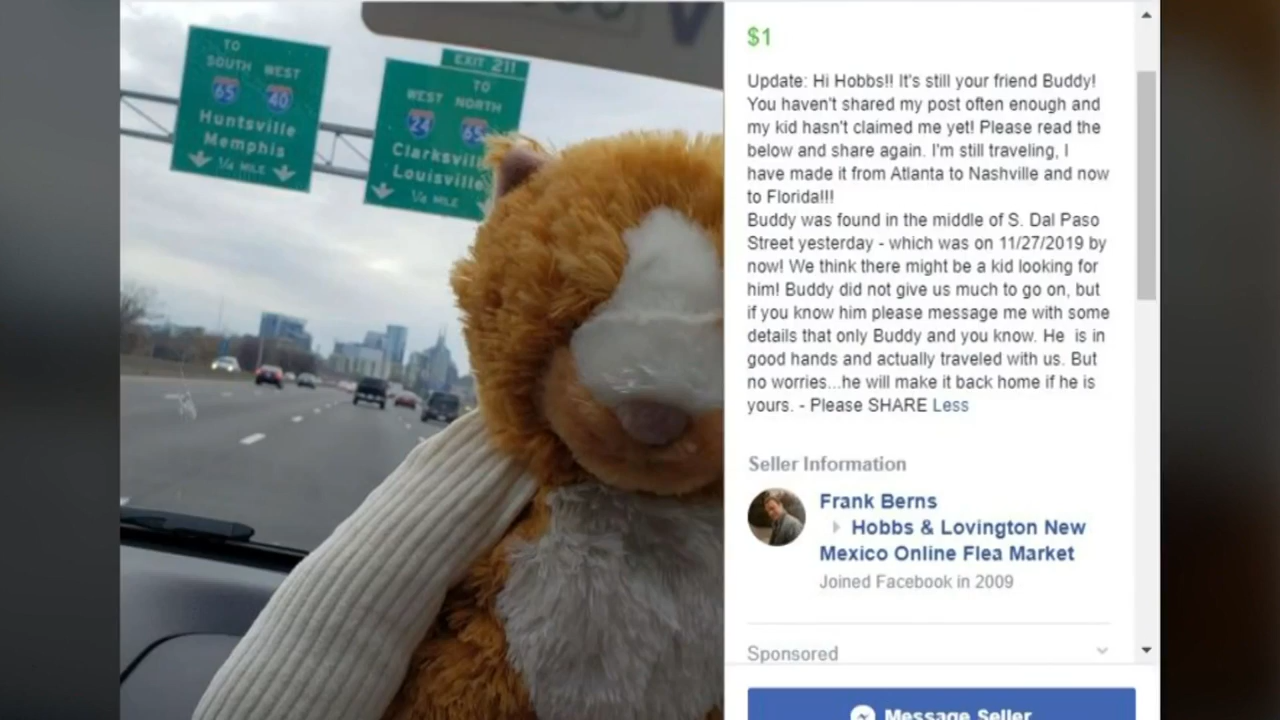 TO
SOUTH WEST
65 40
Huntsville
Memphis
¼ MILE
EXIT 211
TO
WEST NORTH
24 65
Clarksvill
Louisville
¼ MILE
$1
Update: Hi Hobbs!! It's still your friend Buddy!
You haven't shared my post often enough and
my kid hasn't claimed me yet! Please read the
below and share again. I'm still traveling, I
have made it from Atlanta to Nashville and now
to Florida!!!
Buddy was found in the middle of S. Dal Paso
Street yesterday - which was on 11/27/2019 by
now! We think there might be a kid looking for
him! Buddy did not give us much to go on, but
if you know him please message me with some
details that only Buddy and you know. He  is in
good hands and actually traveled with us. But
no worries...he will make it back home if he is
yours. - Please SHARE Less
Seller Information
Frank Berns
Hobbs & Lovington New
Mexico Online Flea Market
Joined Facebook in 2009
Sponsored
Message Seller